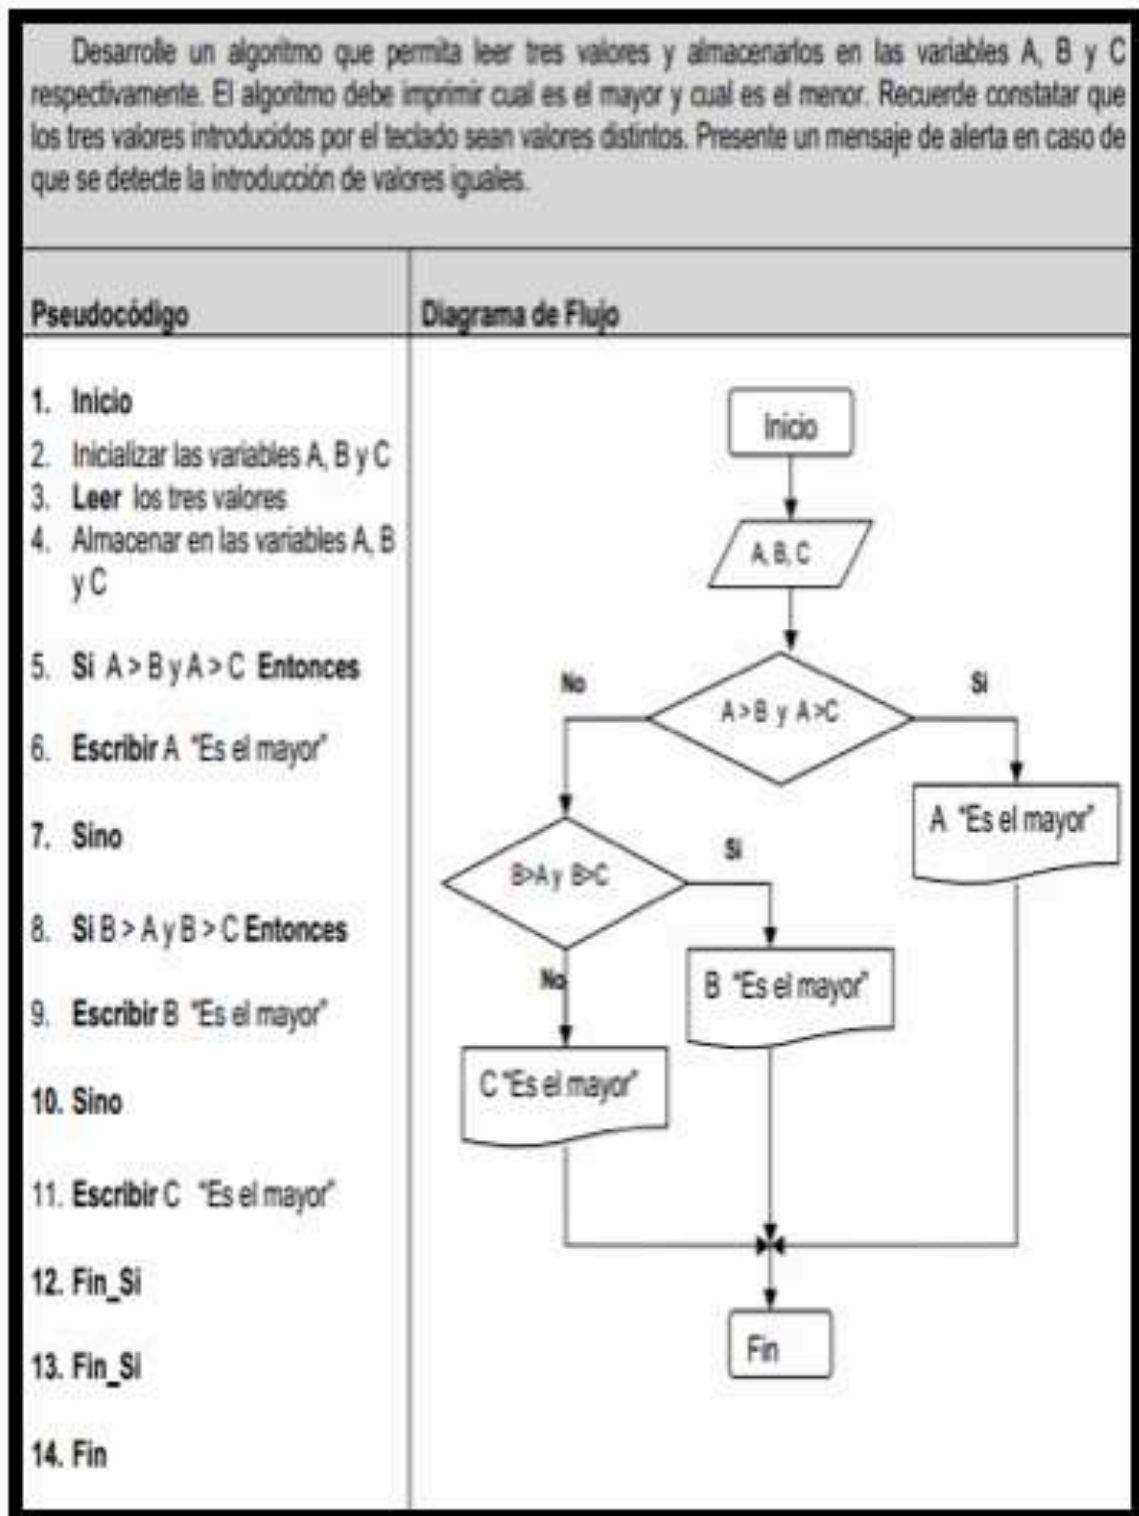 Desarrolle un algoritmo que permita leer tres valores y almacenarlos en las variables A, B y C
respectivamente. El algoritmo debe imprimir cual es el mayor y cual es el menor. Recuerde constatar que
los tres valores introducidos por el teclado sean valores distintos. Presente un mensaje de alerta en caso de
que se detecte la introducción de valores iguales.
Pseudocódigo
1. Inicio
2. Inicializar las variables A, B y C
3. Leer los tres valores
4. Almacenar en las variables A, B
y C
5. Si A > B y A > C Entonces
6. Escribir A "Es el mayor"
7. Sino
8. Si B > A y B > C Entonces
9. Escribir B "Es el mayor"
10. Sino
11. Escribir C "Es el mayor"
12. Fin_Si
13. Fin_Si
14. Fin
Diagrama de Flujo
Inicio
A, B, C
A > B y A >C
No
Si
A "Es el mayor"
B>A y B>C
Si
No
B "Es el mayor"
C "Es el mayor"
Fin